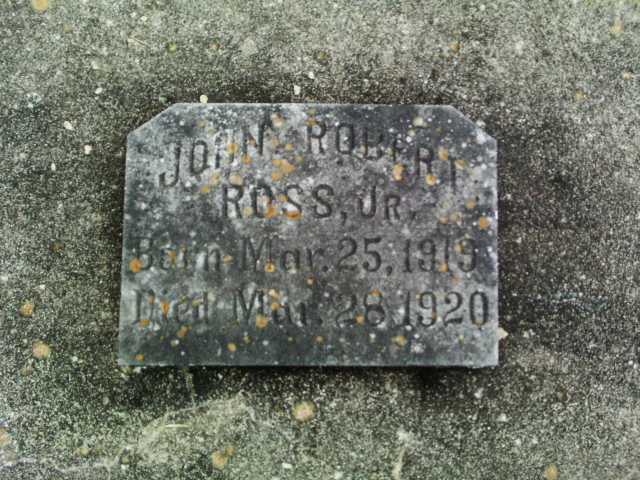 JOHN ROBERT
ROSS, JR.
Born Mar. 25, 1919
Died Mar. 28 1920